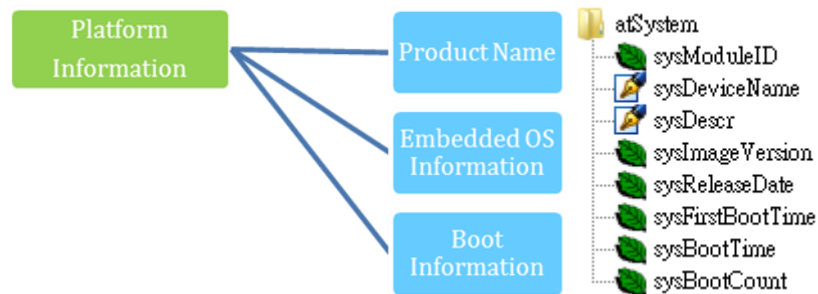 Platform
Information
Product Name
Embedded OS
Information
Boot
Information
atSystem
sysModuleID
sysDeviceName
sysDescr
sysImageVersion
sysReleaseDate
sysFirstBootTime
sysBootTime
sysBootCount